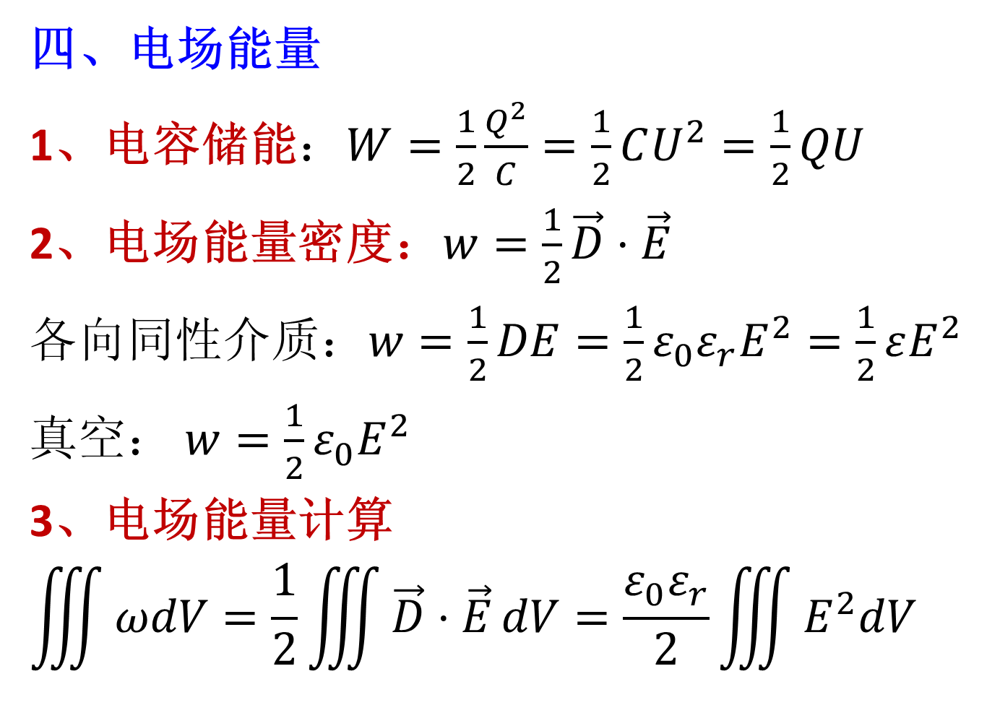 四、电场能量
1、电容储能：$W = \frac{1}{2}\frac{Q^2}{C} = \frac{1}{2}CU^2 = \frac{1}{2}QU$
2、电场能量密度：$w = \frac{1}{2}\overrightarrow{D} \cdot \overrightarrow{E}$
各向同性介质：$w = \frac{1}{2}DE = \frac{1}{2}\varepsilon_0\varepsilon_r E^2 = \frac{1}{2}\varepsilon E^2$
真空：$w = \frac{1}{2}\varepsilon_0 E^2$
3、电场能量计算
$\iiint \omega dV = \frac{1}{2}\iiint \overrightarrow{D} \cdot \overrightarrow{E} dV = \frac{\varepsilon_0\varepsilon_r}{2}\iiint E^2 dV$